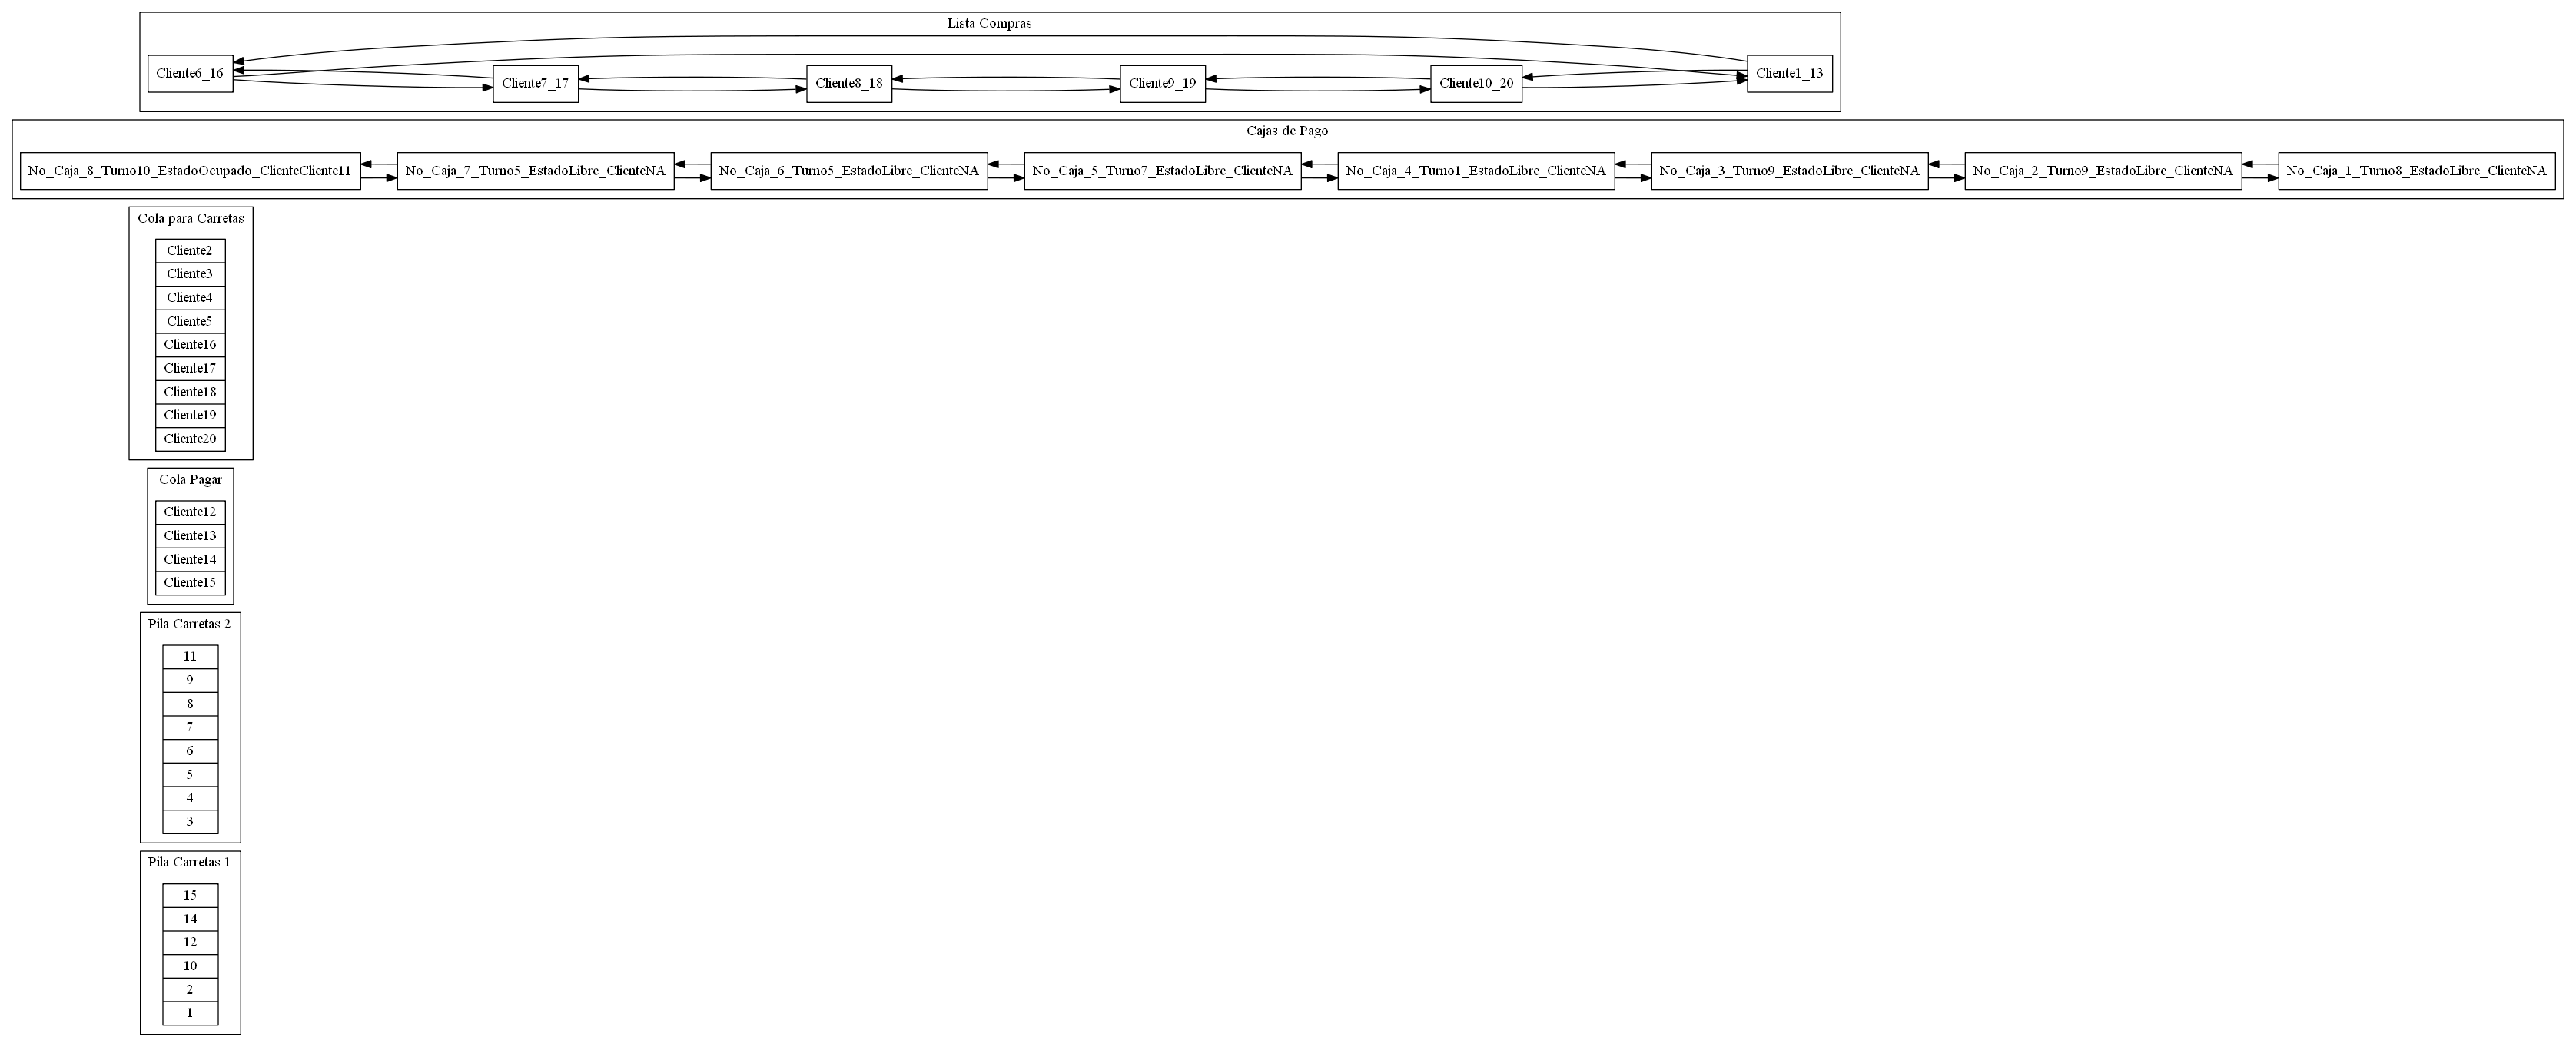 Lista Compras
Cliente6_16
Cliente7_17
Cliente8_18
Cliente9_19
Cliente10_20
Cliente1_13
Cajas de Pago
No_Caja_8_Turno10_EstadoOcupado_ClienteCliente11
No_Caja_7_Turno5_EstadoLibre_ClienteNA
No_Caja_6_Turno5_EstadoLibre_ClienteNA
No_Caja_5_Turno7_EstadoLibre_ClienteNA
No_Caja_4_Turno1_EstadoLibre_ClienteNA
No_Caja_3_Turno9_EstadoLibre_ClienteNA
No_Caja_2_Turno9_EstadoLibre_ClienteNA
No_Caja_1_Turno8_EstadoLibre_ClienteNA
Cola para Carretas
Cliente2
Cliente3
Cliente4
Cliente5
Cliente16
Cliente17
Cliente18
Cliente19
Cliente20
Cola Pagar
Cliente12
Cliente13
Cliente14
Cliente15
Pila Carretas 2
11
9
8
7
6
5
4
3
Pila Carretas 1
15
14
12
10
2
1